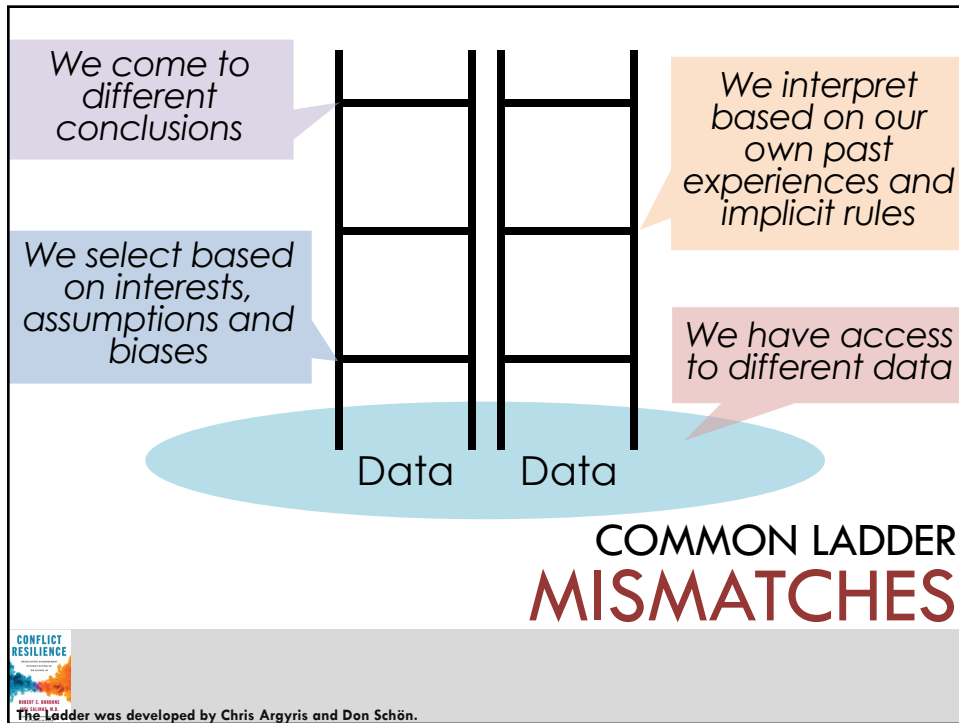 We come to
different
conclusions
We interpret
based on our
own past
experiences and
implicit rules
We select based
on interests,
assumptions and
biases
We have access
to different data
Data Data
COMMON LADDER
MISMATCHES
CONFLICT
RESILIENCE
ROBERT C. BORDONE
The Ladder was developed by Chris Argyris and Don Schön.